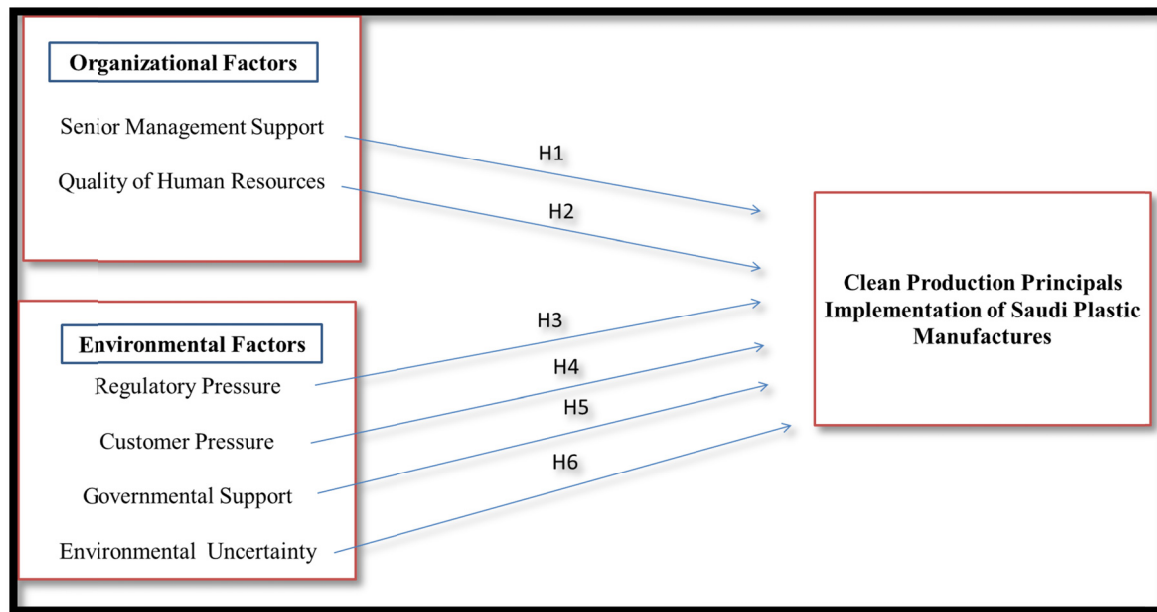 Organizational Factors
Senior Management Support
Quality of Human Resources
H1
H2
Environmental Factors
Regulatory Pressure
Customer Pressure
Governmental Support
Environmental Uncertainty
H3
H4
H5
H6
Clean Production Principals
Implementation of Saudi Plastic
Manufactures